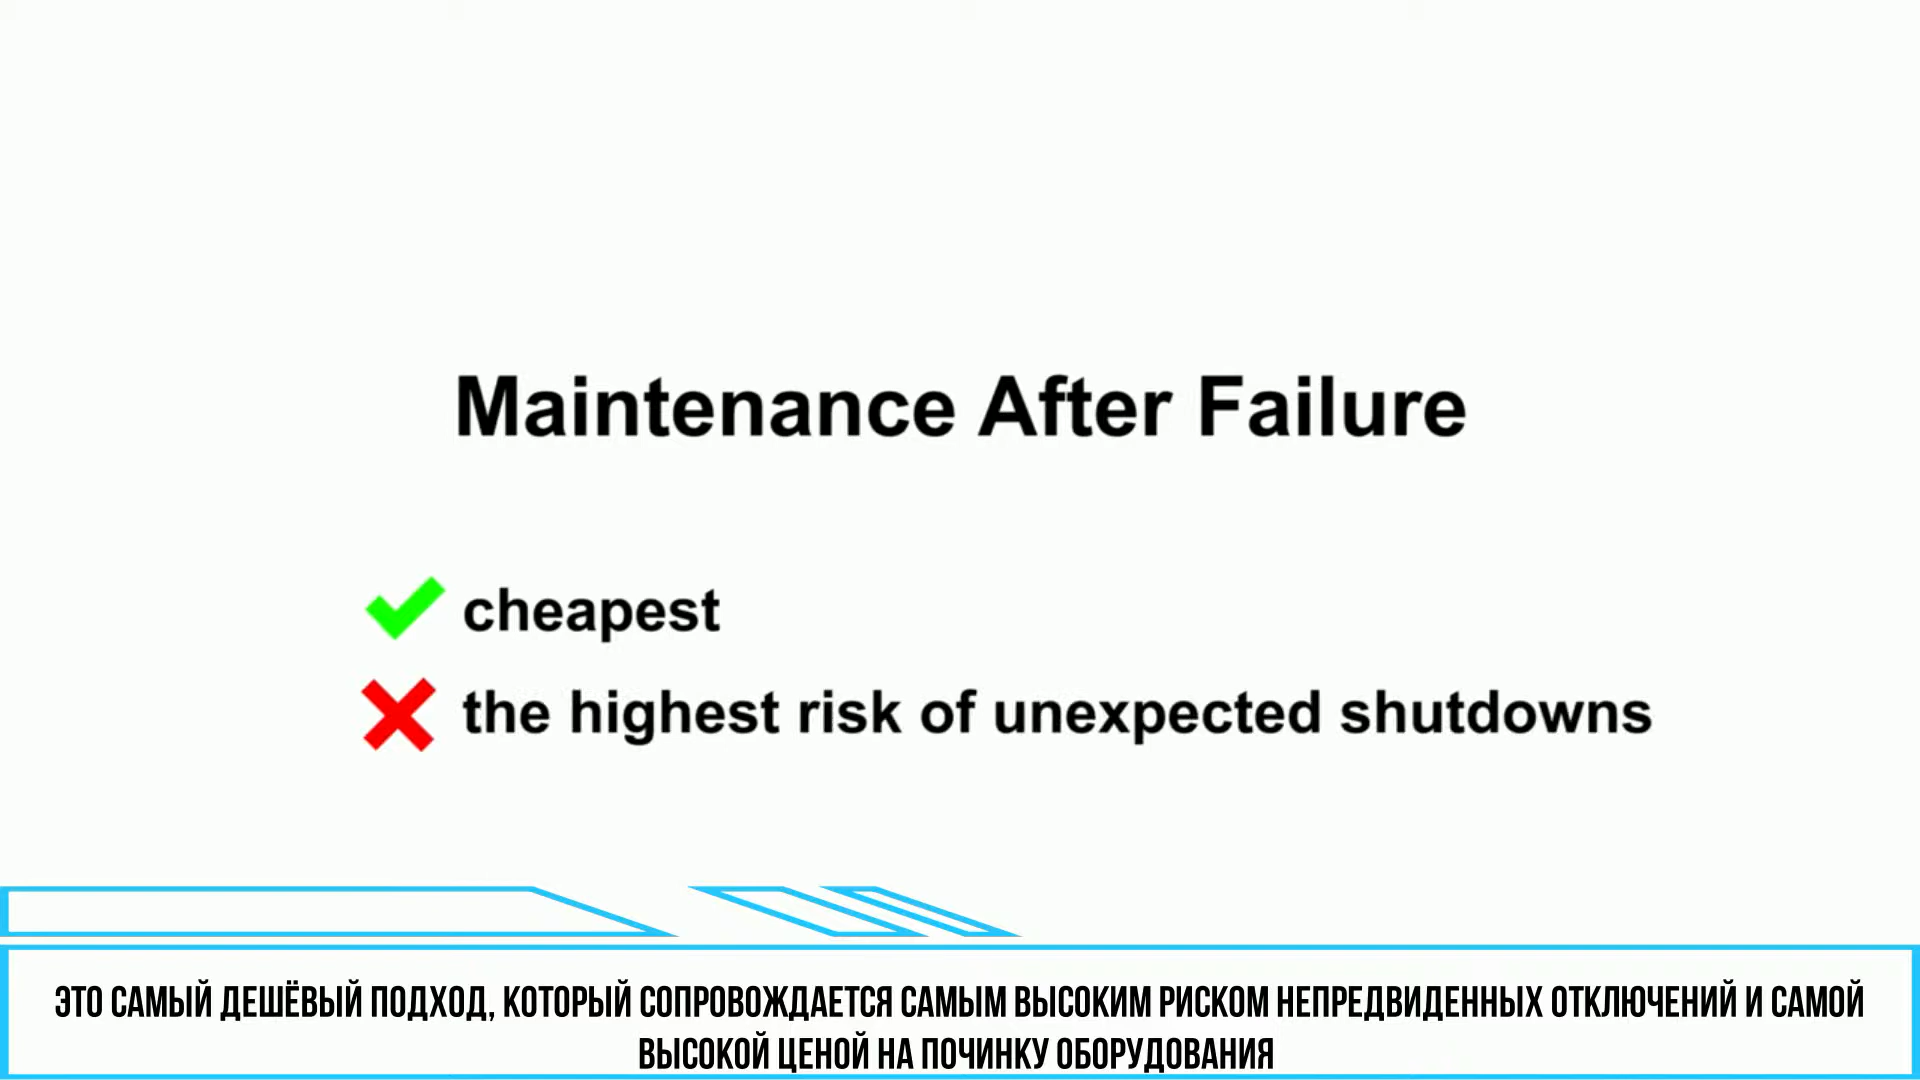 Maintenance After Failure
cheapest
the highest risk of unexpected shutdowns
ЭТО САМЫЙ ДЕШЁВЫЙ ПОДХОД, КОТОРЫЙ СОПРОВОЖДАЕТСЯ САМЫМ ВЫСОКИМ РИСКОМ НЕПРЕДВИДЕННЫХ ОТКЛЮЧЕНИЙ И САМОЙ
ВЫСОКОЙ ЦЕНОЙ НА ПОЧИНКУ ОБОРУДОВАНИЯ